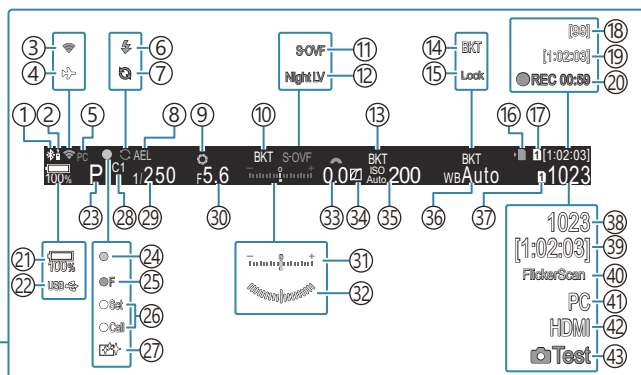 [99]
③ ⑥ S-OVF ⑪ ⑭ BKT ⑱
④ ⑦ Night LV ⑫ ⑮ Lock [1:02:03] ⑲
● REC 00:59 ⑳
① ② ⑤ ⑧ ⑨ ⑩ ⑬ ⑯ ⑰
PC AEL BKT S-OVF BKT BKT 1 [1:02:03]
100% P C1 1/250 F5.6 - + 0.0 ISO Auto 200 WB Auto 1 1023
㉓ ㉘ ㉙ ㉚ ㉝ ㉞ ㉟ ㊱ ㊲
1023 ㊳
㉑ 100% ㉔ - + ㉛ [1:02:03] ㊴
㉒ USB F ㉕ ㉜ FlickerScan ㊵
Set ㉖ PC ㊶
Call HDMI ㊷
㉗ Test ㊸